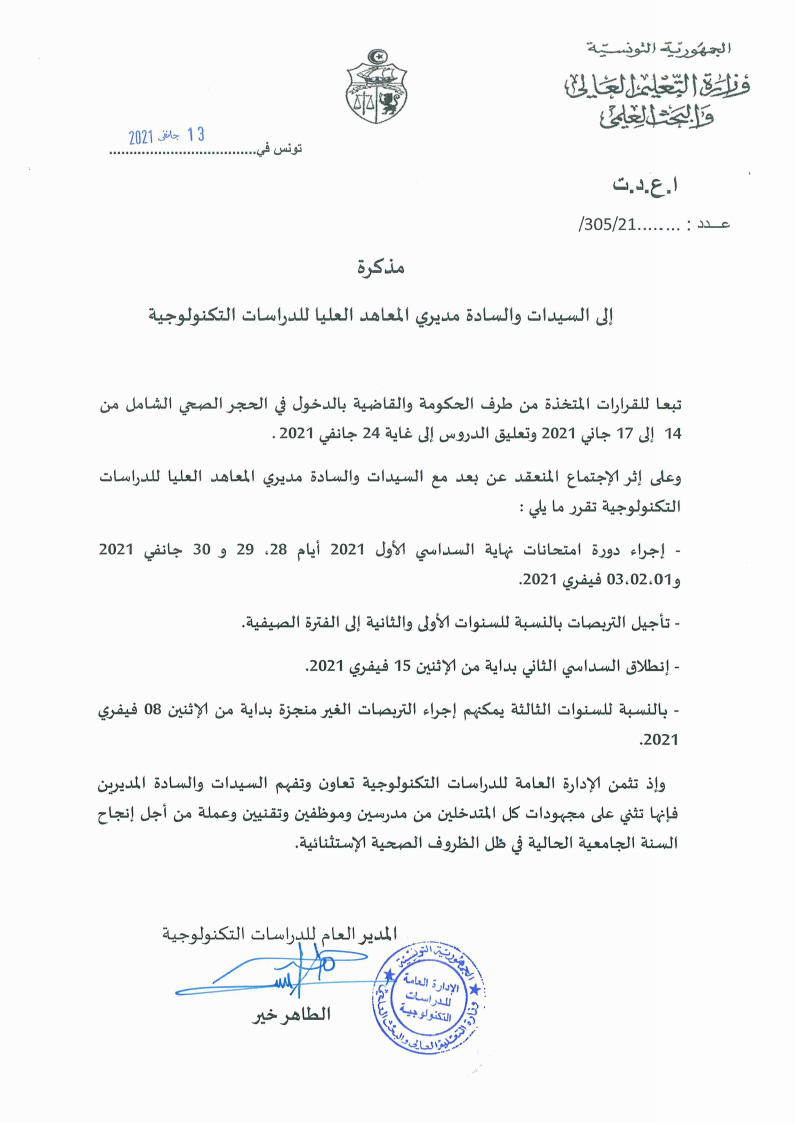 الجمهورية التونسية
وزارة التعليم العالي
والبحث العلمي
تونس في.................................... 13 جانفي 2021
ا.ع.د.ت
عـــدد : ........305/21/
مذكرة
إلى السيدات والسادة مديري المعاهد العليا للدراسات التكنولوجية
تبعا للقرارات المتخذة من طرف الحكومة والقاضية بالدخول في الحجر الصحي الشامل من
14 إلى 17 جاني 2021 وتعليق الدروس إلى غاية 24 جانفي 2021 .
وعلى إثر الإجتماع المنعقد عن بعد مع السيدات والسادة مديري المعاهد العليا للدراسات
التكنولوجية تقرر ما يلي :
- إجراء دورة امتحانات نهاية السداسي الأول 2021 أيام 28، 29 و 30 جانفي 2021
و01،02،03 فيفري 2021.
- تأجيل التربصات بالنسبة للسنوات الأولى والثانية إلى الفترة الصيفية.
- إنطلاق السداسي الثاني بداية من الإثنين 15 فيفري 2021.
- بالنسبة للسنوات الثالثة يمكنهم إجراء التربصات الغير منجزة بداية من الإثنين 08 فيفري
2021.
وإذ تثمن الإدارة العامة للدراسات التكنولوجية تعاون وتفهم السيدات والسادة المديرين
فإنها تثني على مجهودات كل المتدخلين من مدرسين وموظفين وتقنيين وعملة من أجل إنجاح
السنة الجامعية الحالية في ظل الظروف الصحية الإستثنائية.
المدير العام للدراسات التكنولوجية
الطاهر خير
الجمهورية التونسية
الإدارة العامة
للدراسات
التكنولوجية
وزارة التعليم العالي والبحث العلمي